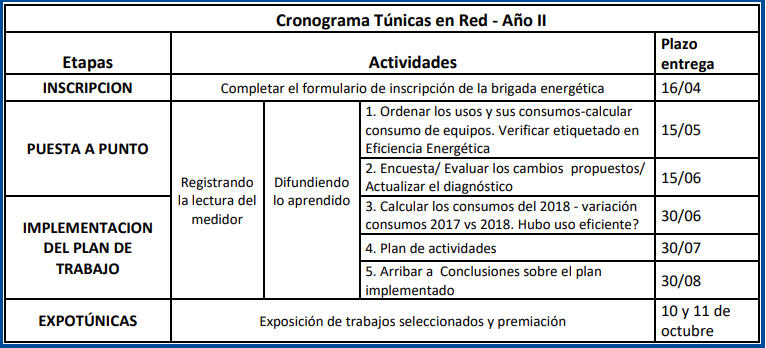 Cronograma Túnicas en Red - Año II
Etapas
Actividades
Plazo
entrega
INSCRIPCION
Completar el formulario de inscripción de la brigada energética
16/04
PUESTA A PUNTO
Registrando
la lectura del
medidor
Difundiendo
lo aprendido
1. Ordenar los usos y sus consumos-calcular
consumo de equipos. Verificar etiquetado en
Eficiencia Energética
15/05
2. Encuesta/ Evaluar los cambios propuestos/
Actualizar el diagnóstico
15/06
IMPLEMENTACION
DEL PLAN DE
TRABAJO
3. Calcular los consumos del 2018 - variación
consumos 2017 vs 2018. Hubo uso eficiente?
30/06
4. Plan de actividades
30/07
5. Arribar a Conclusiones sobre el plan
implementado
30/08
EXPOTÚNICAS
Exposición de trabajos seleccionados y premiación
10 y 11 de
octubre